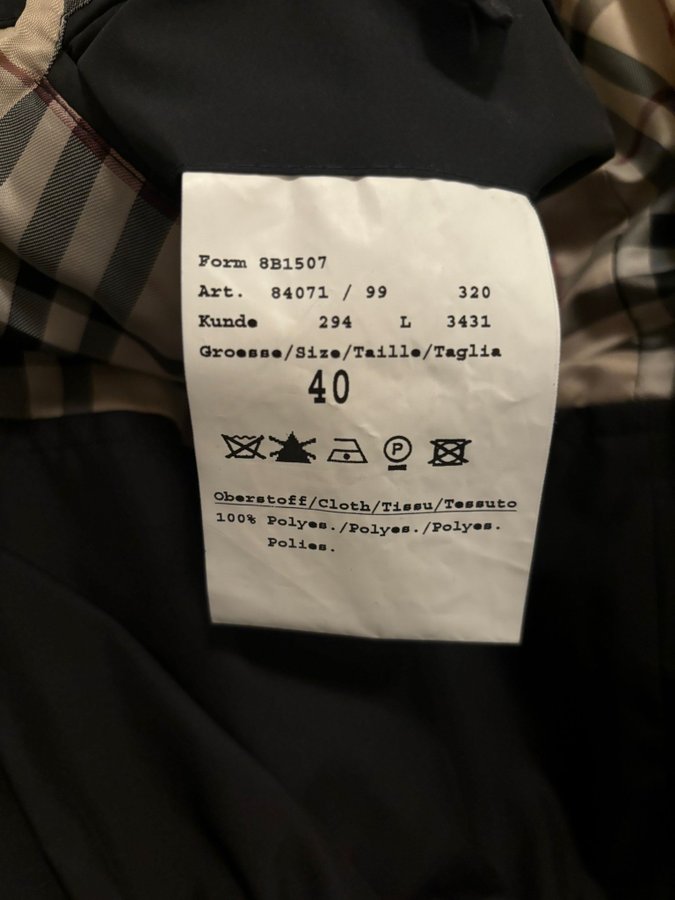 Form 8B1507
Art. 84071 / 99 320
Kunde 294 L 3431
Groesse/Size/Taille/Taglia
40
P
Oberstoff/Cloth/Tissu/Tessuto
100% Polyes./Polyes./Polyes.
Polies.